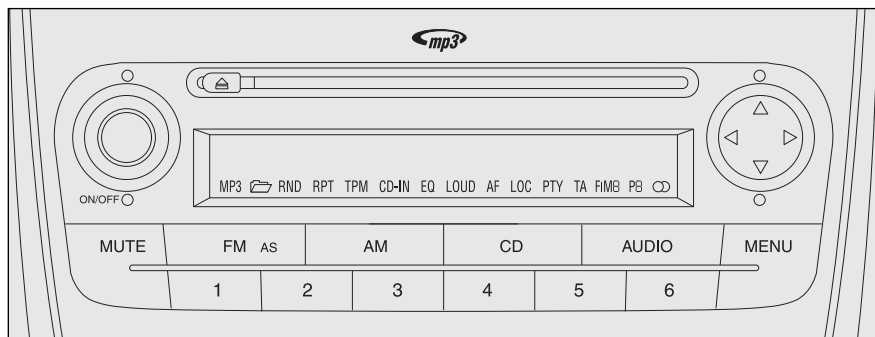 mp3
MP3 RND RPT TPM CD-IN EQ LOUD AF LOC PTY TA FM8 P8
ON/OFF
MUTE FM AS AM CD AUDIO MENU
1 2 3 4 5 6